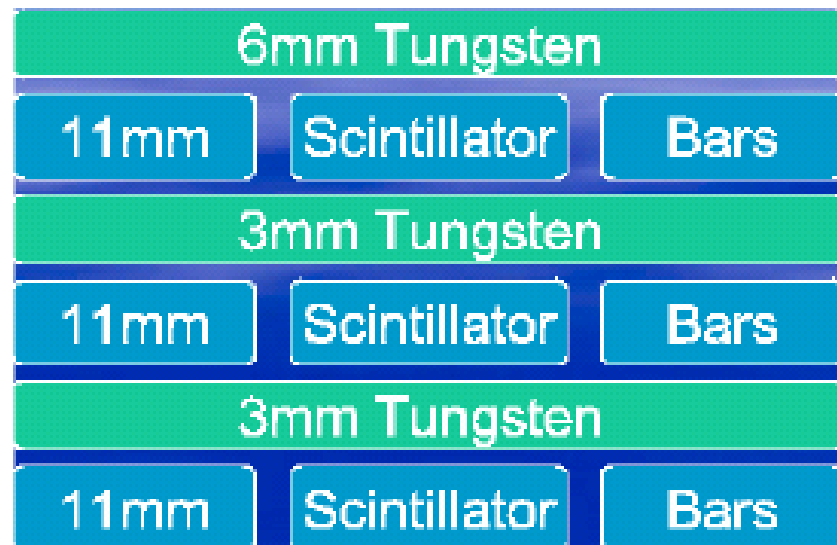 6mm Tungsten
11mm Scintillator Bars
3mm Tungsten
11mm Scintillator Bars
3mm Tungsten
11mm Scintillator Bars